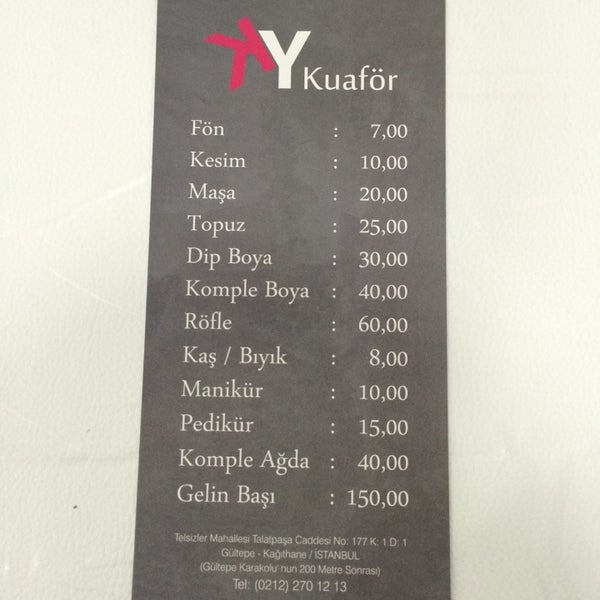 KY Kuaför
Fön : 7,00
Kesim : 10,00
Maşa : 20,00
Topuz : 25,00
Dip Boya : 30,00
Komple Boya : 40,00
Röfle : 60,00
Kaş / Bıyık : 8,00
Manikür : 10,00
Pedikür : 15,00
Komple Ağda : 40,00
Gelin Başı : 150,00
Telsizler Mahallesi Talatpaşa Caddesi No: 177 K: 1 D: 1
Gültepe - Kağıthane / İSTANBUL
(Gültepe Karakolu' nun 200 Metre Sonrası)
Tel: (0212) 270 12 13